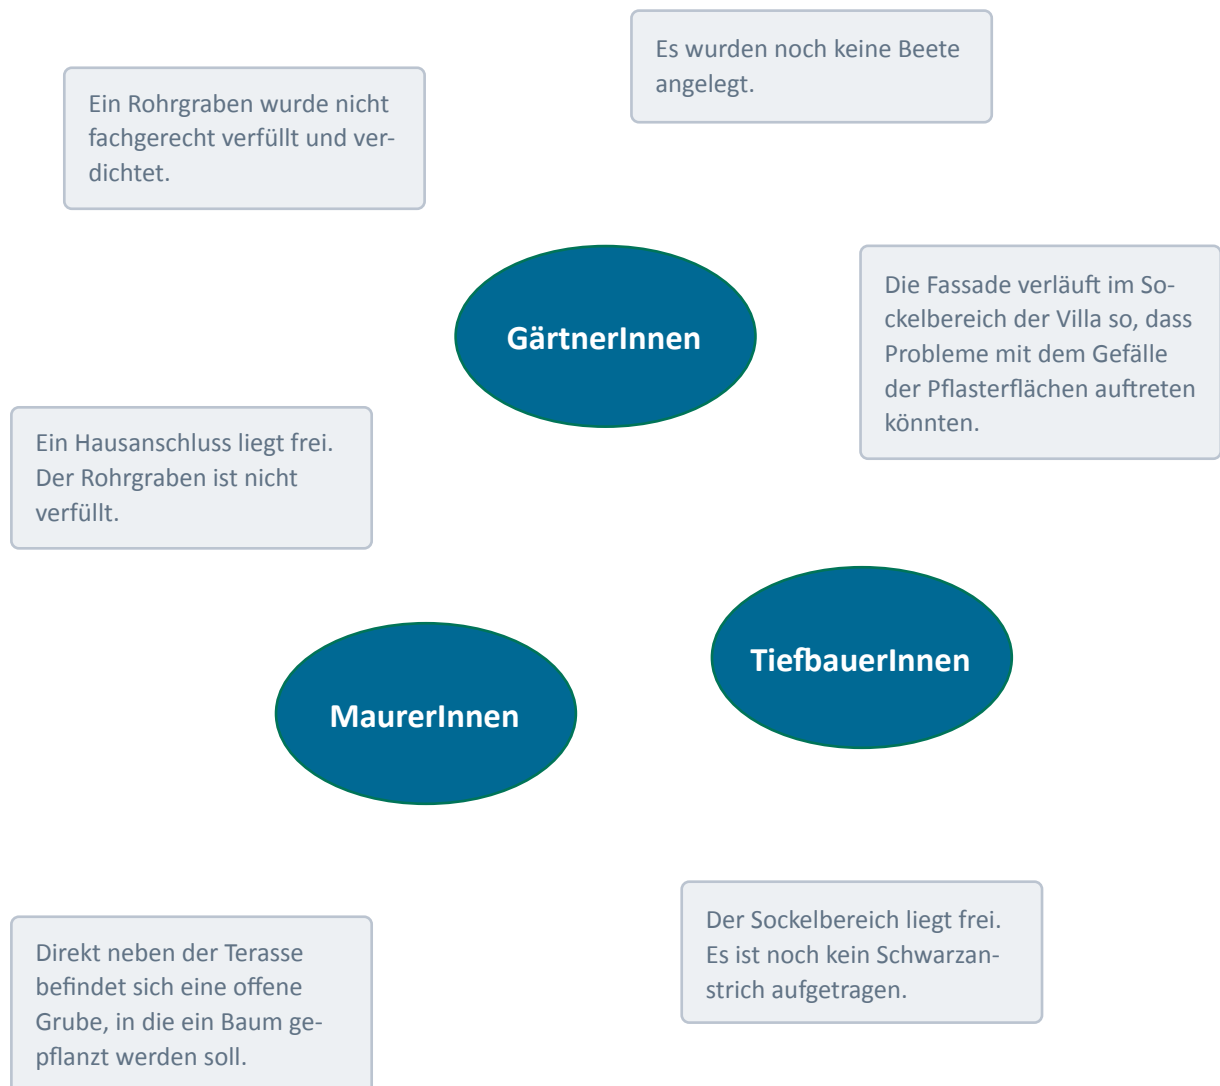 Es wurden noch keine Beete
angelegt.
Ein Rohrgraben wurde nicht
fachgerecht verfüllt und ver-
dichtet.
GärtnerInnen
Die Fassade verläuft im So-
ckelbereich der Villa so, dass
Probleme mit dem Gefälle
der Pflasterflächen auftreten
könnten.
Ein Hausanschluss liegt frei.
Der Rohrgraben ist nicht
verfüllt.
TiefbauerInnen
MaurerInnen
Der Sockelbereich liegt frei.
Es ist noch kein Schwarzan-
strich aufgetragen.
Direkt neben der Terasse
befindet sich eine offene
Grube, in die ein Baum ge-
pflanzt werden soll.